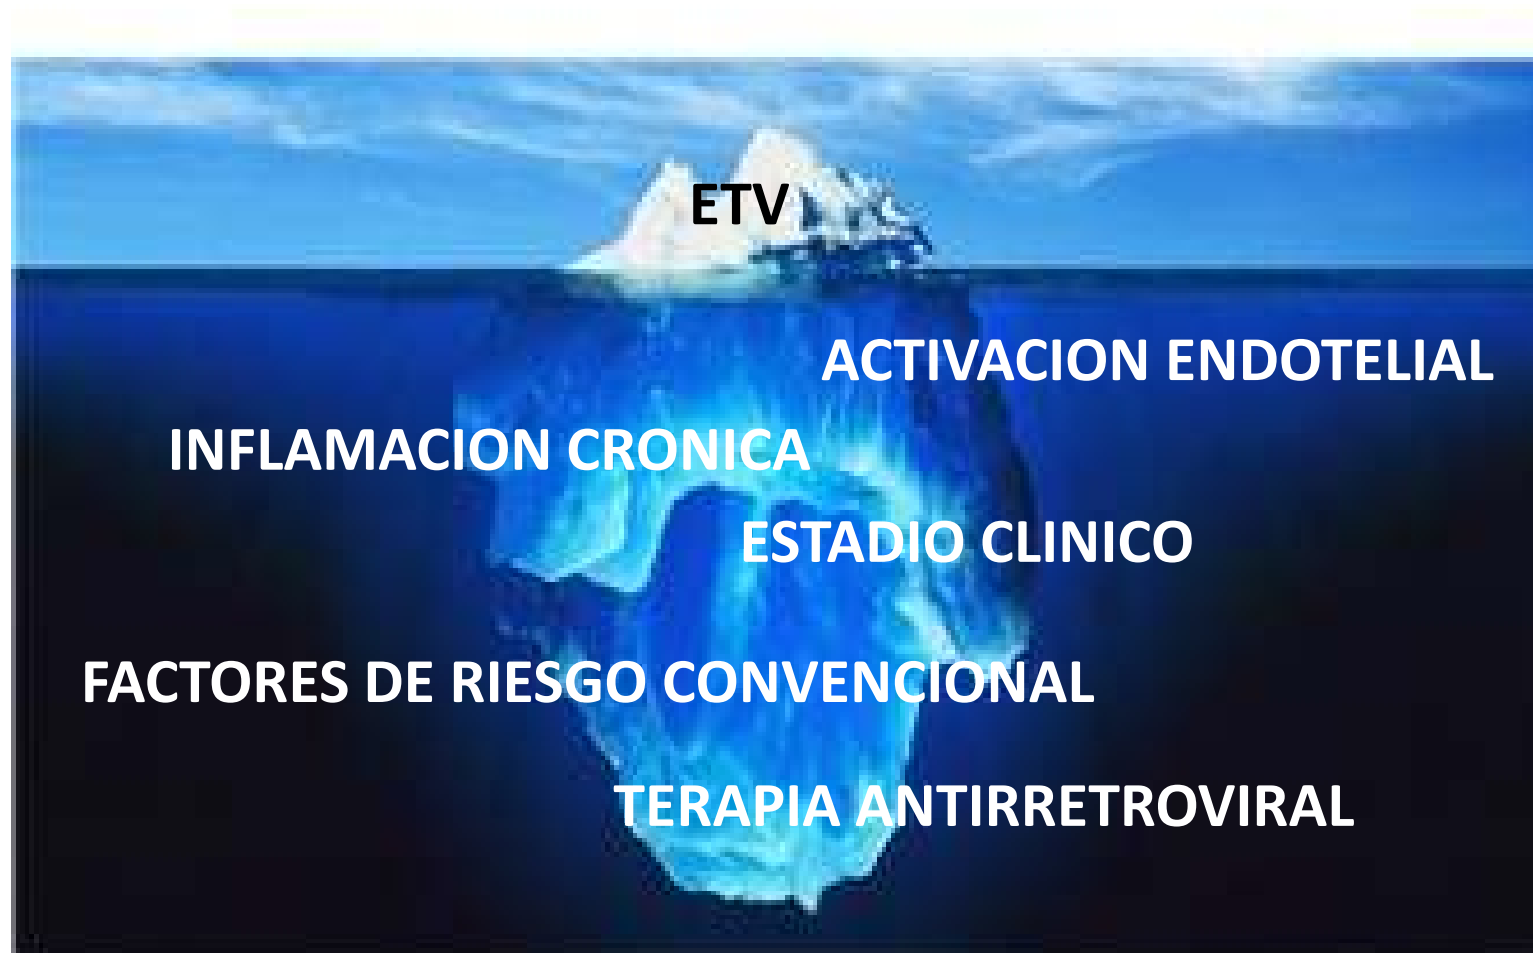 ETV
ACTIVACION ENDOTELIAL
INFLAMACION CRONICA
ESTADIO CLINICO
FACTORES DE RIESGO CONVENCIONAL
TERAPIA ANTIRRETROVIRAL